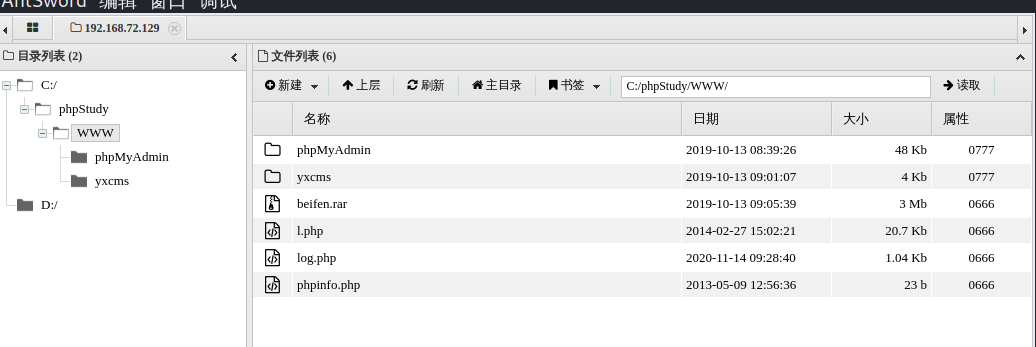 AntSword 编辑 窗口 调试
192.168.72.129
目录列表 (2)
C:/
phpStudy
WWW
phpMyAdmin
yxcms
D:/
文件列表 (6)
新建 上层 刷新 主目录 书签 C:/phpStudy/WWW/ 读取
名称 日期 大小 属性
phpMyAdmin 2019-10-13 08:39:26 48 Kb 0777
yxcms 2019-10-13 09:01:07 4 Kb 0777
beifen.rar 2019-10-13 09:05:39 3 Mb 0666
l.php 2014-02-27 15:02:21 20.7 Kb 0666
log.php 2020-11-14 09:28:40 1.04 Kb 0666
phpinfo.php 2013-05-09 12:56:36 23 b 0666